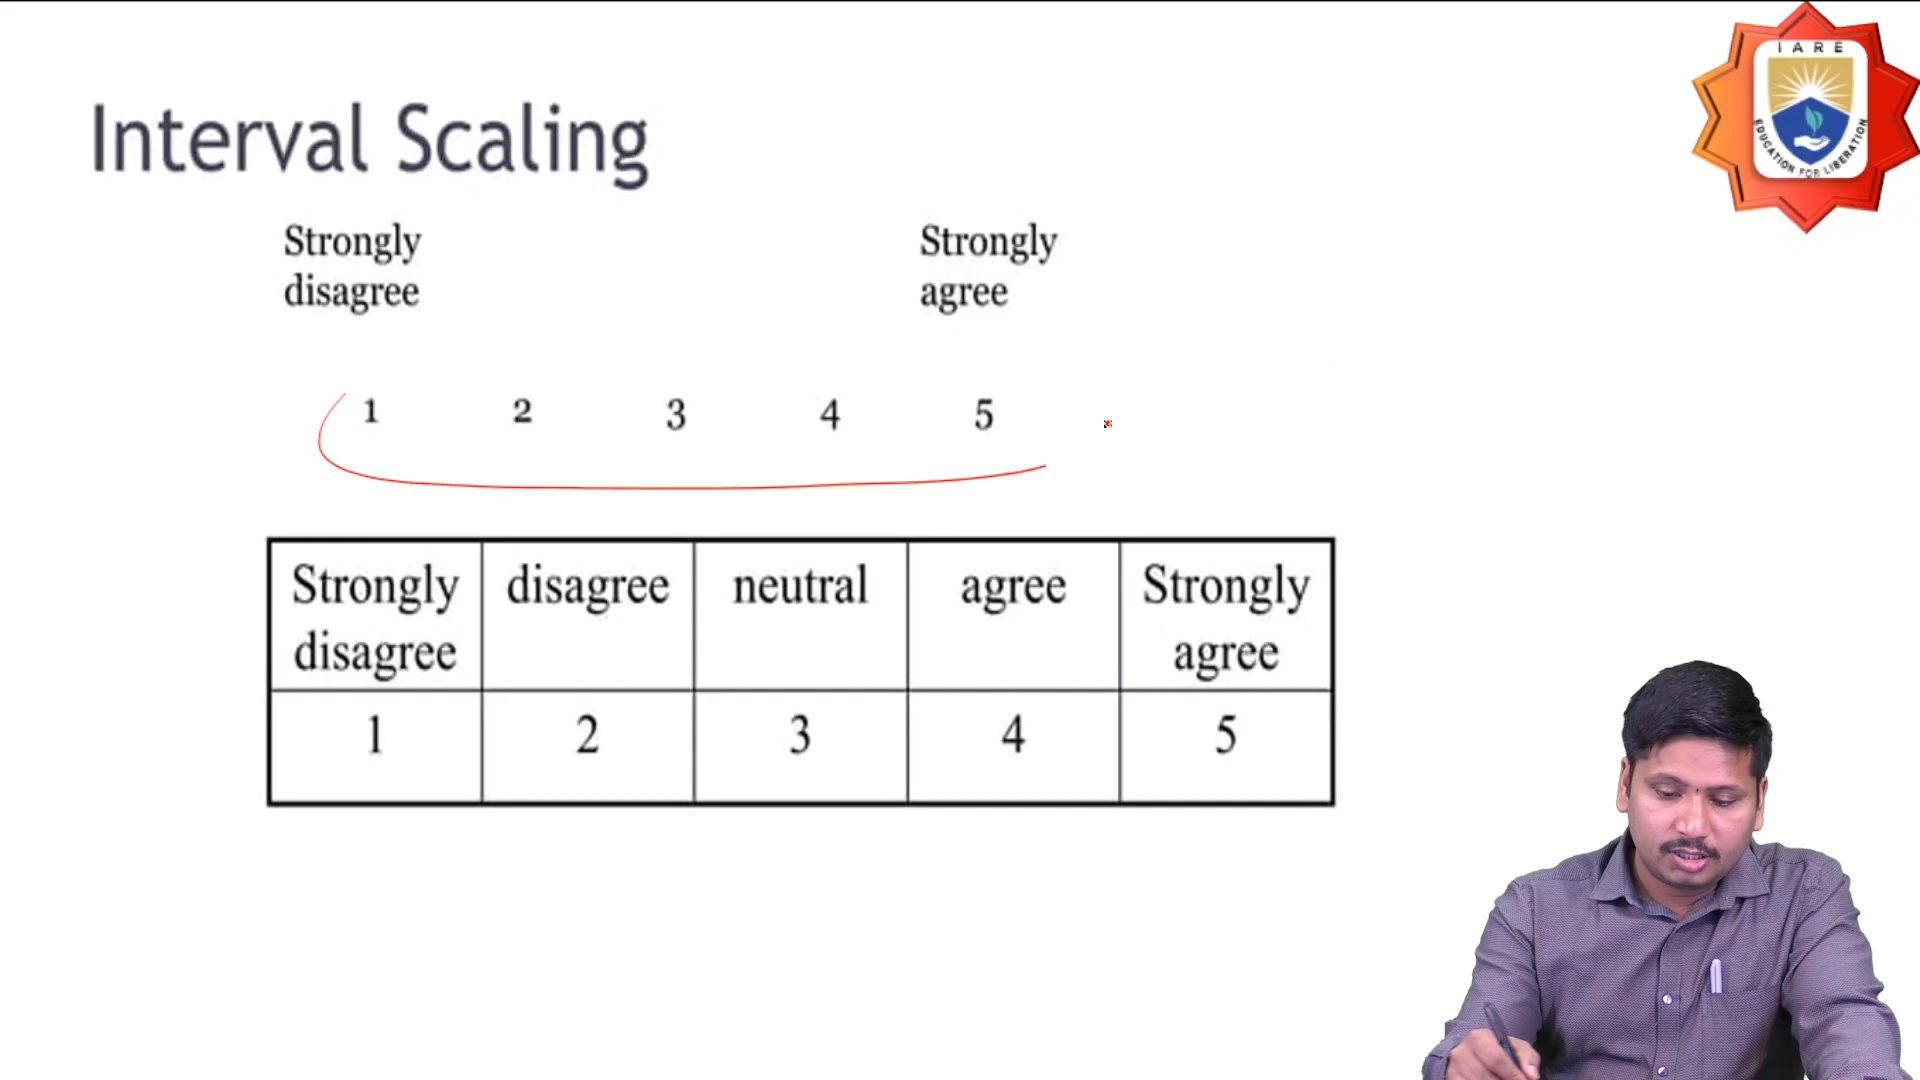 IARE
EDUCATION FOR LIBERATION
Interval Scaling
Strongly
disagree
Strongly
agree
1 2 3 4 5
Strongly disagree neutral agree Strongly
disagree agree
1 2 3 4 5